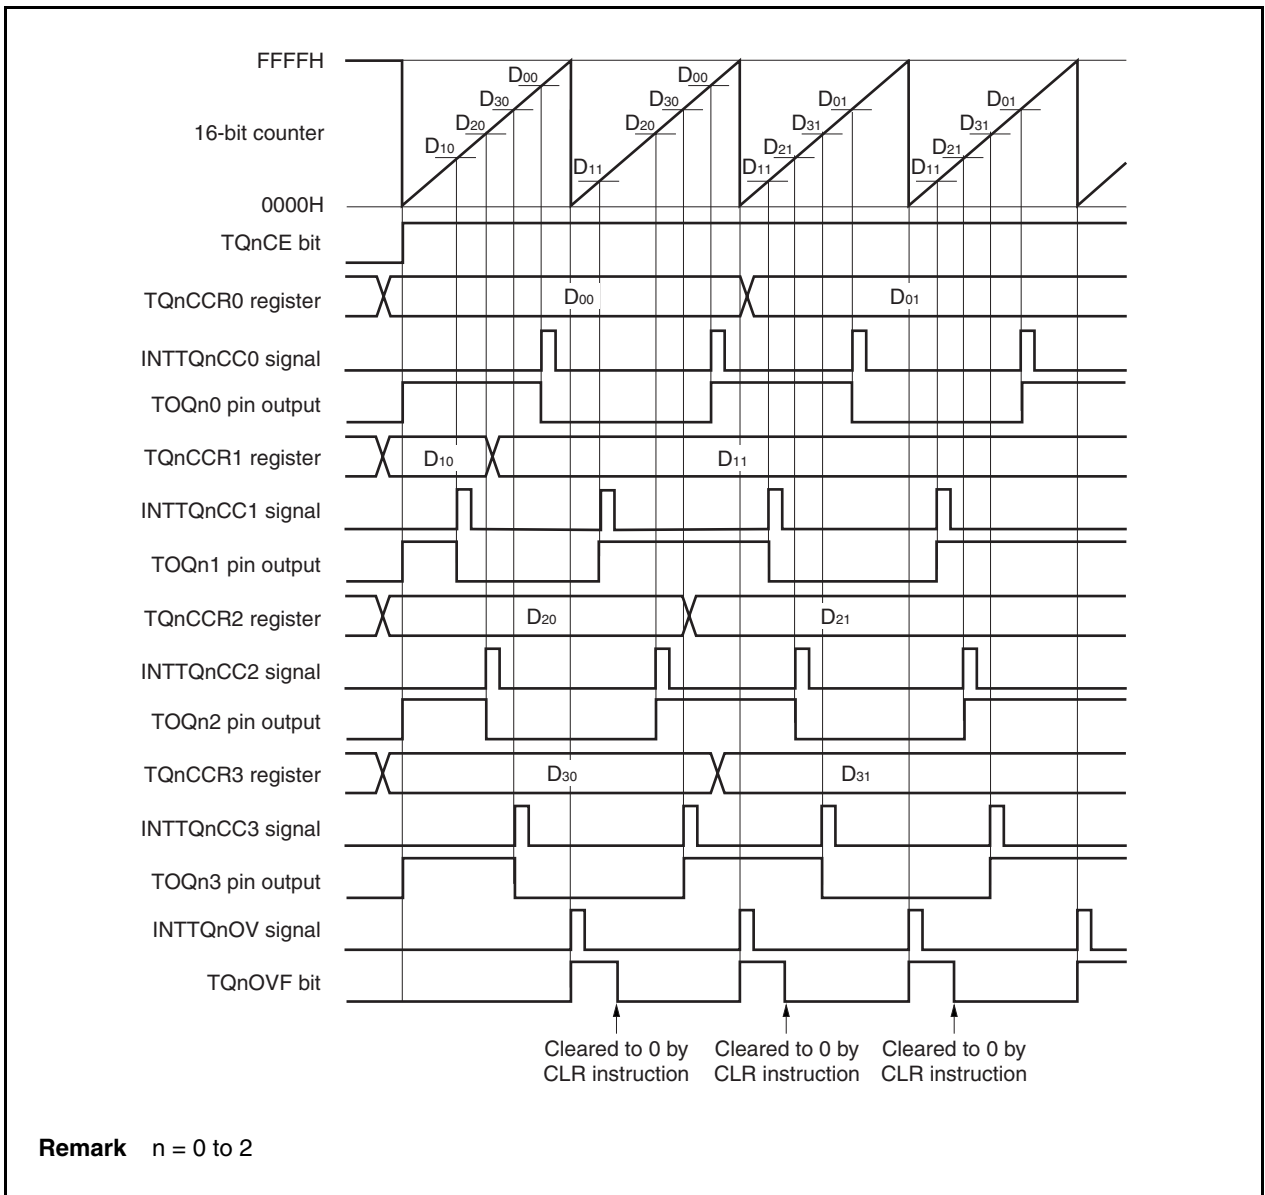 FFFFH
D00 D00
D30 D30 D01 D01
16-bit counter D20 D20 D31 D31
D10 D21 D21
D11 D11 D11
0000H
TQnCE bit
TQnCCR0 register D00 D01
INTTQnCC0 signal
TOQn0 pin output
TQnCCR1 register D10 D11
INTTQnCC1 signal
TOQn1 pin output
TQnCCR2 register D20 D21
INTTQnCC2 signal
TOQn2 pin output
TQnCCR3 register D30 D31
INTTQnCC3 signal
TOQn3 pin output
INTTQnOV signal
TQnOVF bit
Cleared to 0 by
CLR instruction
Cleared to 0 by
CLR instruction
Cleared to 0 by
CLR instruction
Remark n = 0 to 2